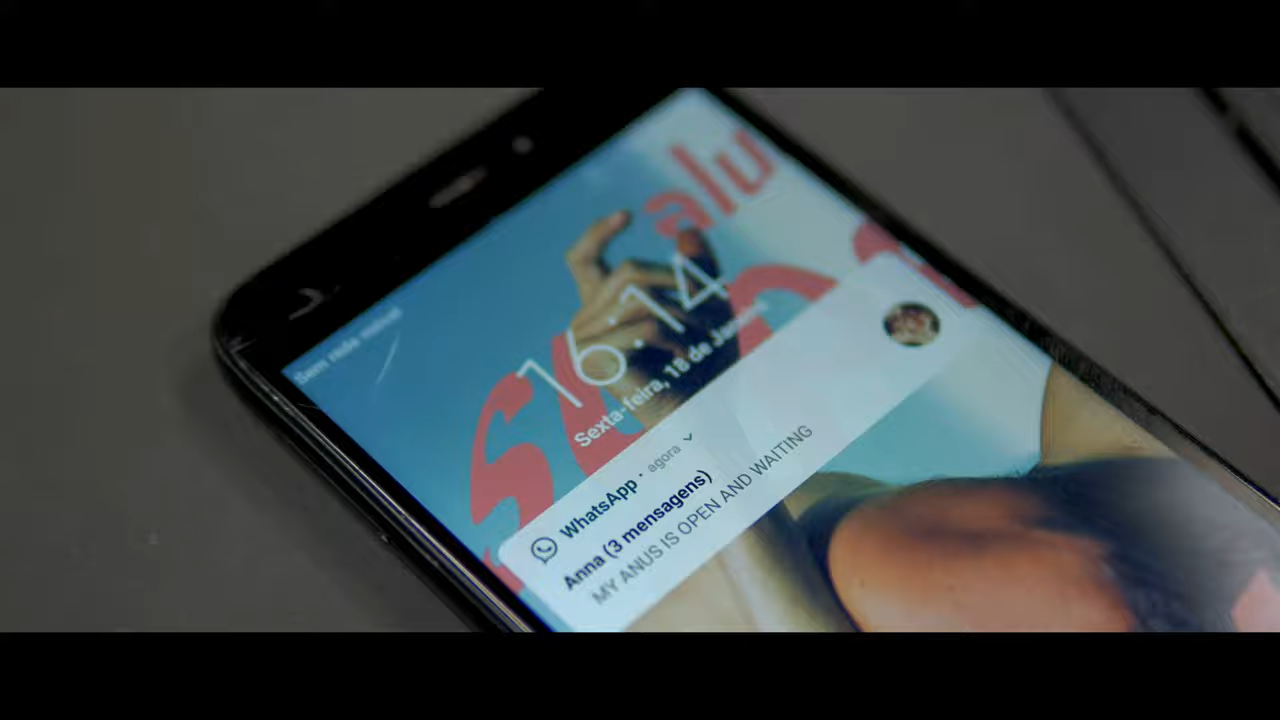 16:14
Sexta-feira, 18 de Janeiro
WhatsApp · agora
Anna (3 mensagens)
MY ANUS IS OPEN AND WAITING